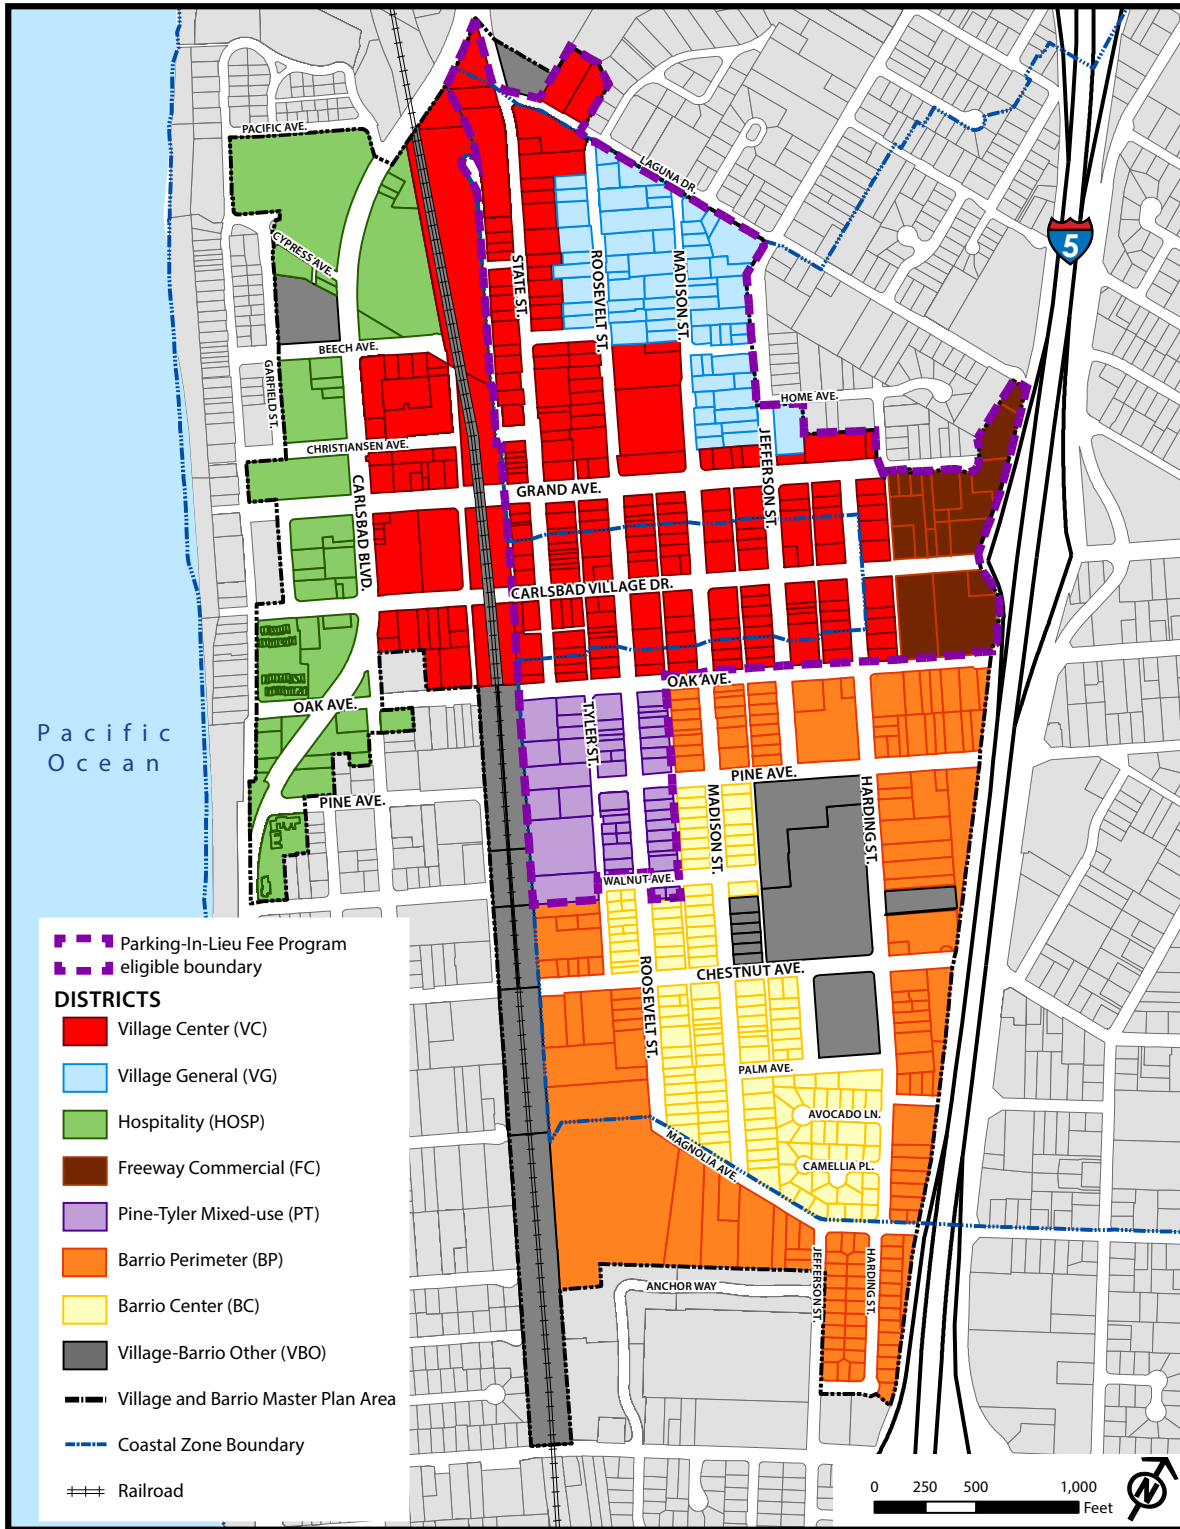 PACIFIC AVE.
LAGUNA DR.
5
CYPRESS AVE.
STATE ST.
ROOSEVELT ST.
MADISON ST.
BEECH AVE.
GARFIELD ST.
HOME AVE.
CHRISTIANSEN AVE.
JEFFERSON ST.
CARLSBAD BLVD.
GRAND AVE.
CARLSBAD VILLAGE DR.
OAK AVE.
OAK AVE.
TYLER ST.
Pacific
Ocean
PINE AVE.
PINE AVE.
MADISON ST.
HARDING ST.
WALNUT AVE.
ROOSEVELT ST.
CHESTNUT AVE.
PALM AVE.
AVOCADO LN.
MAGNOLIA AVE.
CAMELLIA PL.
JEFFERSON ST.
HARDING ST.
ANCHOR WAY
Parking-In-Lieu Fee Program
eligible boundary
DISTRICTS
Village Center (VC)
Village General (VG)
Hospitality (HOSP)
Freeway Commercial (FC)
Pine-Tyler Mixed-use (PT)
Barrio Perimeter (BP)
Barrio Center (BC)
Village-Barrio Other (VBO)
Village and Barrio Master Plan Area
Coastal Zone Boundary
Railroad
0 250 500 1,000
Feet
N